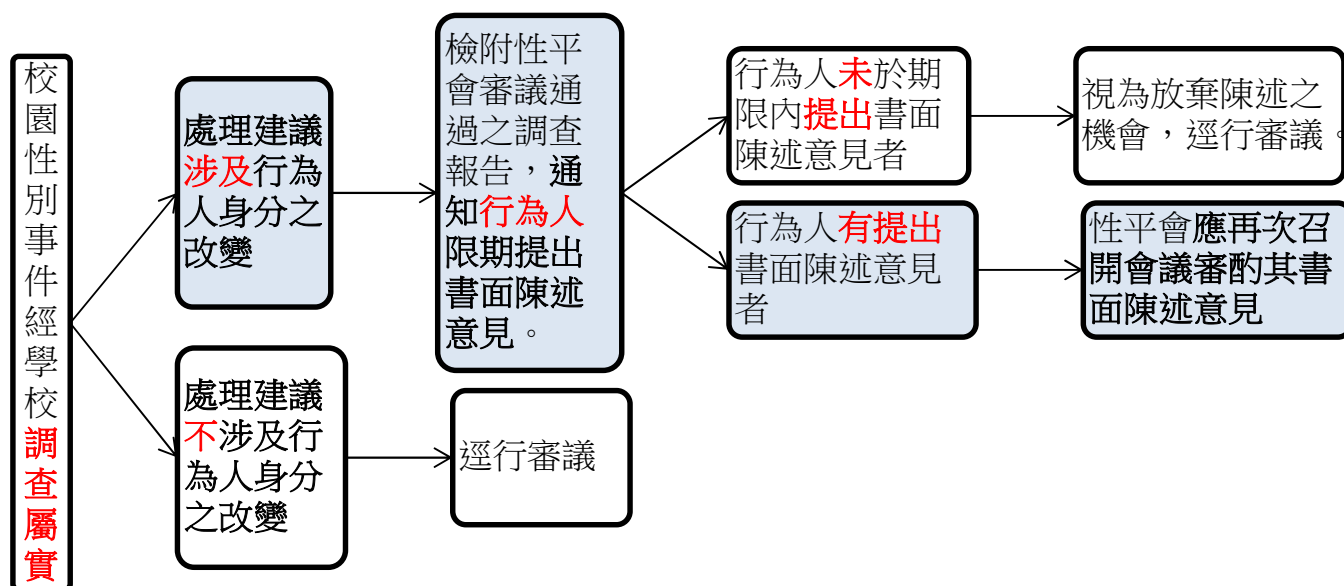 校園性別事件經學校調查屬實
處理建議
涉及行為
人身分之
改變
處理建議
不涉及行
為人身分
之改變
檢附性平
會審議通
過之調查
報告，通
知行為人
限期提出
書面陳述
意見。
逕行審議
行為人未於期
限內提出書面
陳述意見者
行為人有提出
書面陳述意見
者
視為放棄陳述之
機會，逕行審議。
性平會應再次召
開會議審酌其書
面陳述意見